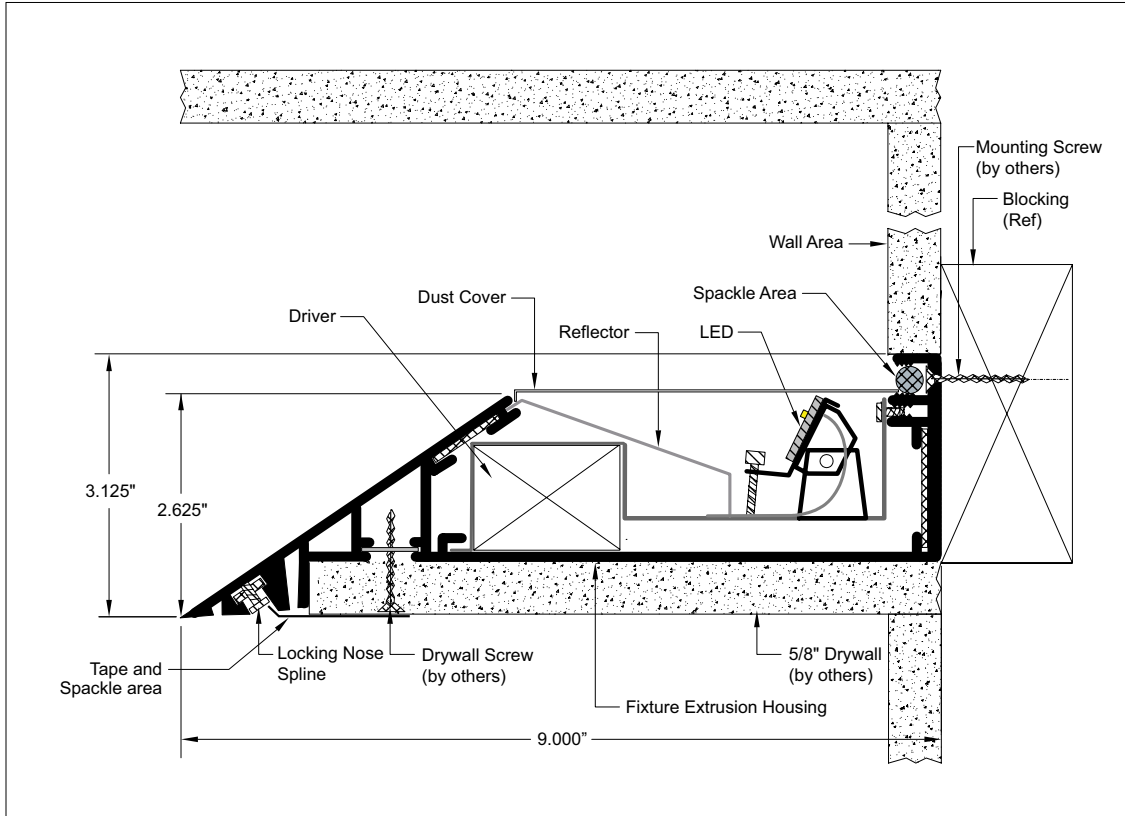 Mounting Screw
(by others)
Blocking
(Ref)
Wall Area
Dust Cover
Spackle Area
Driver
Reflector
LED
3.125"
2.625"
Tape and
Spackle area
Locking Nose
Spline
Drywall Screw
(by others)
5/8" Drywall
(by others)
Fixture Extrusion Housing
9.000”